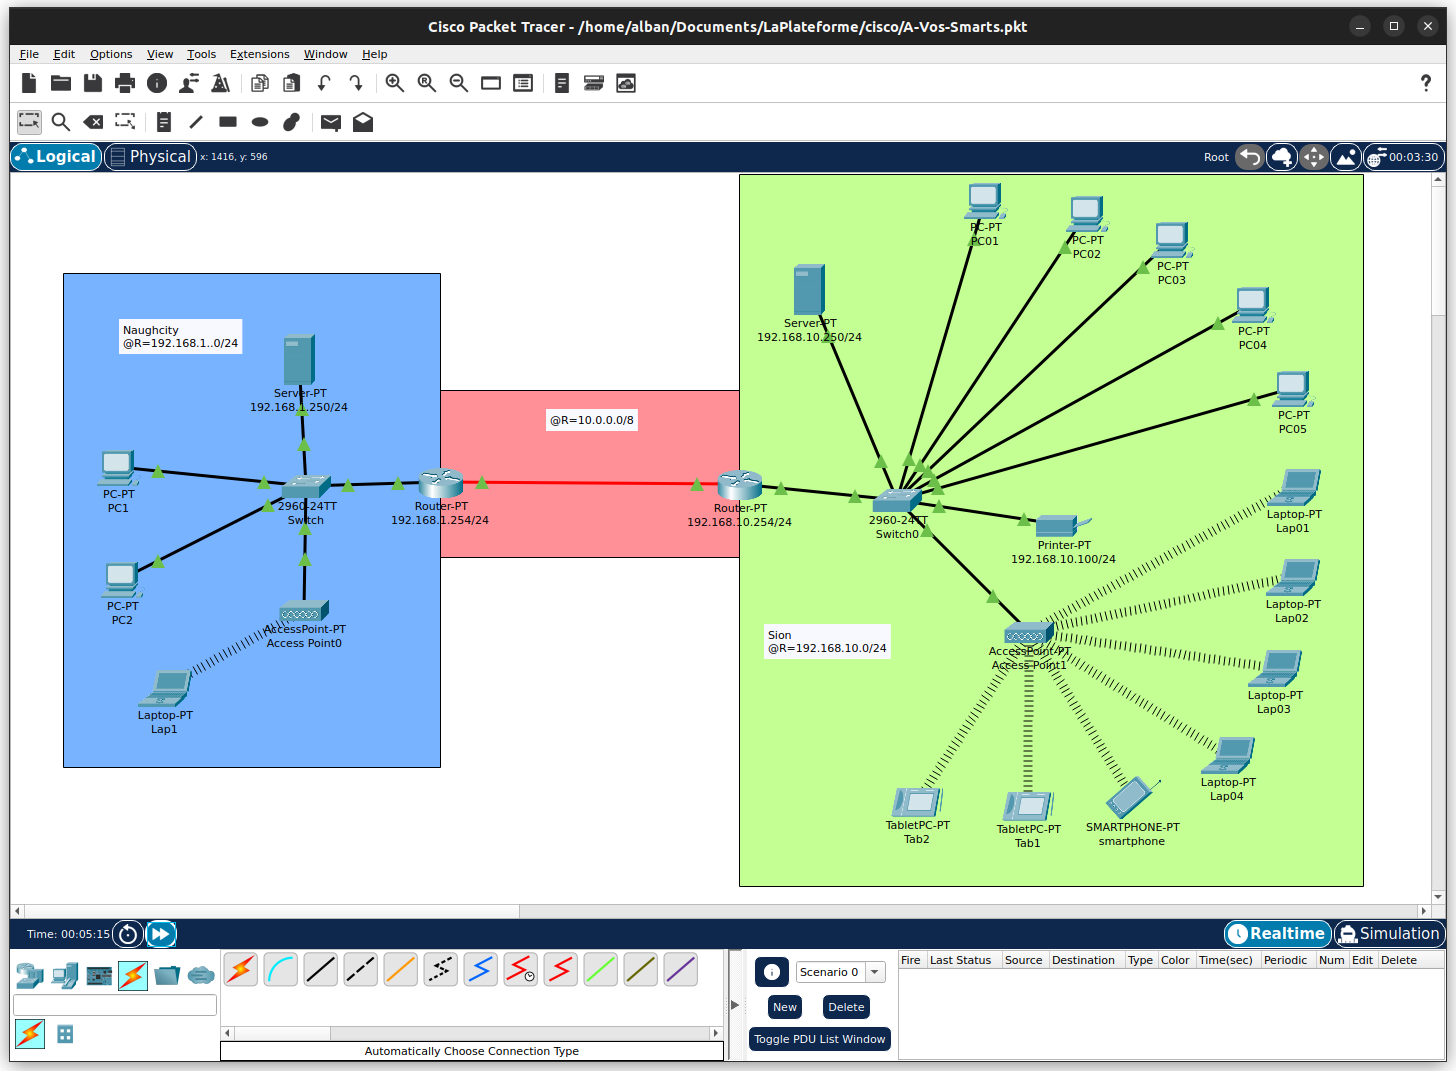 Cisco Packet Tracer - /home/alban/Documents/LaPlateforme/cisco/A-Vos-Smarts.pkt
File Edit Options View Tools Extensions Window Help
Logical Physical x: 1416, y: 596 Root 00:03:30
Naughcity
@R=192.168.1..0/24
Server-PT
192.168.1.250/24
PC-PT
PC1
2960-24TT
Switch
PC-PT
PC2
AccessPoint-PT
Access Point0
Laptop-PT
Lap1
Router-PT
192.168.1.254/24
@R=10.0.0.0/8
Router-PT
192.168.10.254/24
Server-PT
192.168.10.250/24
PC-PT
PC01
PC-PT
PC02
PC-PT
PC03
PC-PT
PC04
PC-PT
PC05
2960-24TT
Switch0
Printer-PT
192.168.10.100/24
Laptop-PT
Lap01
Laptop-PT
Lap02
Laptop-PT
Lap03
Laptop-PT
Lap04
Sion
@R=192.168.10.0/24
AccessPoint-PT
Access Point1
TabletPC-PT
Tab2
TabletPC-PT
Tab1
SMARTPHONE-PT
smartphone
Time: 00:05:15 Realtime Simulation
Scenario 0
New Delete
Toggle PDU List Window
Fire Last Status Source Destination Type Color Time(sec) Periodic Num Edit Delete
Automatically Choose Connection Type